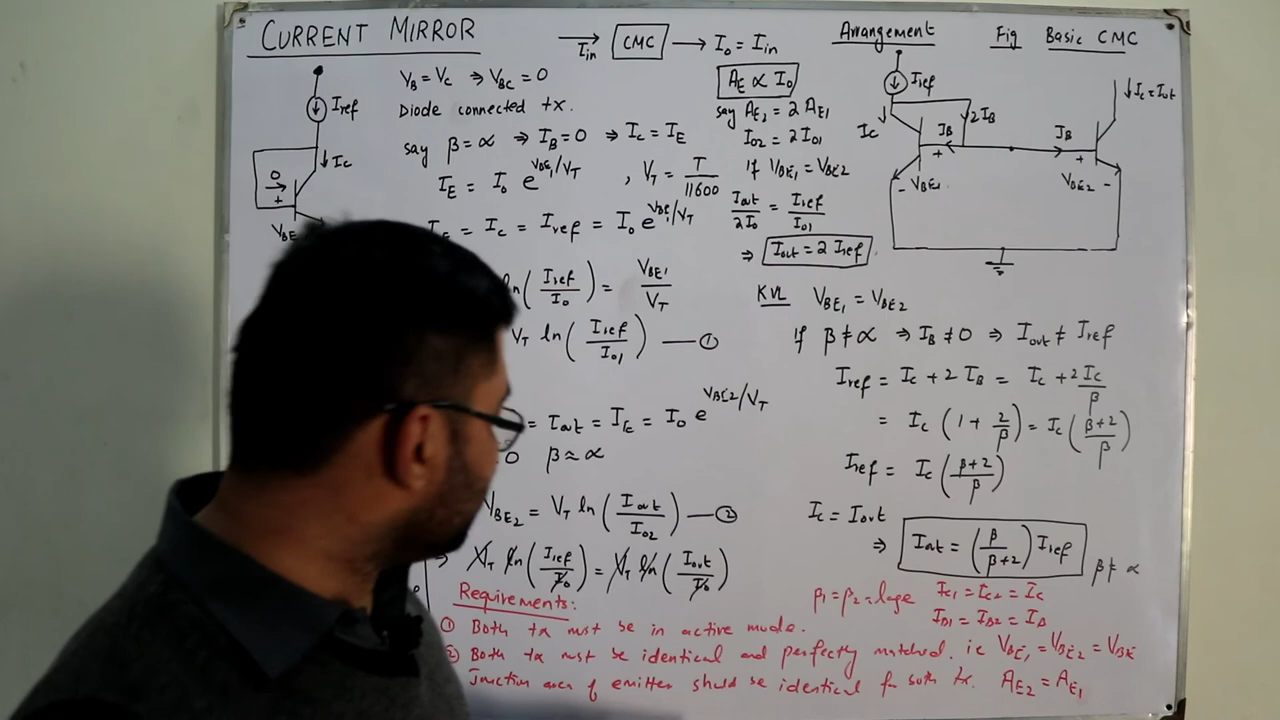 CURRENT MIRROR
Iin → CMC → Io = Iin
Arrangement
Fig Basic CMC
Iref
Ic
0
+
VBE
VB = Vc ⇒ VBC = 0
Diode connected tx.
say β = α ⇒ IB = 0 ⇒ Ic = IE
IE = Io e^(VBE1/VT) , VT = T/11600
= Ic = Iref = Io e^(VBE1/VT)
ln(Iref/Io) = VBE1/VT
VT ln(Iref/Io1) — ①
= Iout = IE = Io e^(VBE2/VT)
0 β ≈ α
VBE2 = VT ln(Iout/Io2) — ②
⇒ VT ln(Iref/Io) = VT ln(Iout/Io)
AE ∝ Io
say AE2 = 2 AE1
Io2 = 2Io1
if VBE1 = VBE2
Iout/2Io = Iref/Io1
⇒ Iout = 2 Iref
Iref
Ic
2IB
IB
IB
Ic = Iout
+
- VBE1
+
VBE2 -
KVL VBE1 = VBE2
if β ≠ α ⇒ IB ≠ 0 ⇒ Iout ≠ Iref
Iref = Ic + 2 IB = Ic + 2 Ic/β
= Ic (1 + 2/β) = Ic (β+2/β)
Iref = Ic (β+2/β)
Ic = Iout
⇒ Iout = (β/β+2) Iref
β ≠ α
Requirements:
β1 = β2 = large Ic1 = Ic2 = Ic
IB1 = IB2 = IB
① Both tx must be in active mode.
② Both tx must be identical and perfectly matched. ie VBE1 = VBE2 = VBE
Junction area of emitter should be identical for both tx. AE2 = AE1